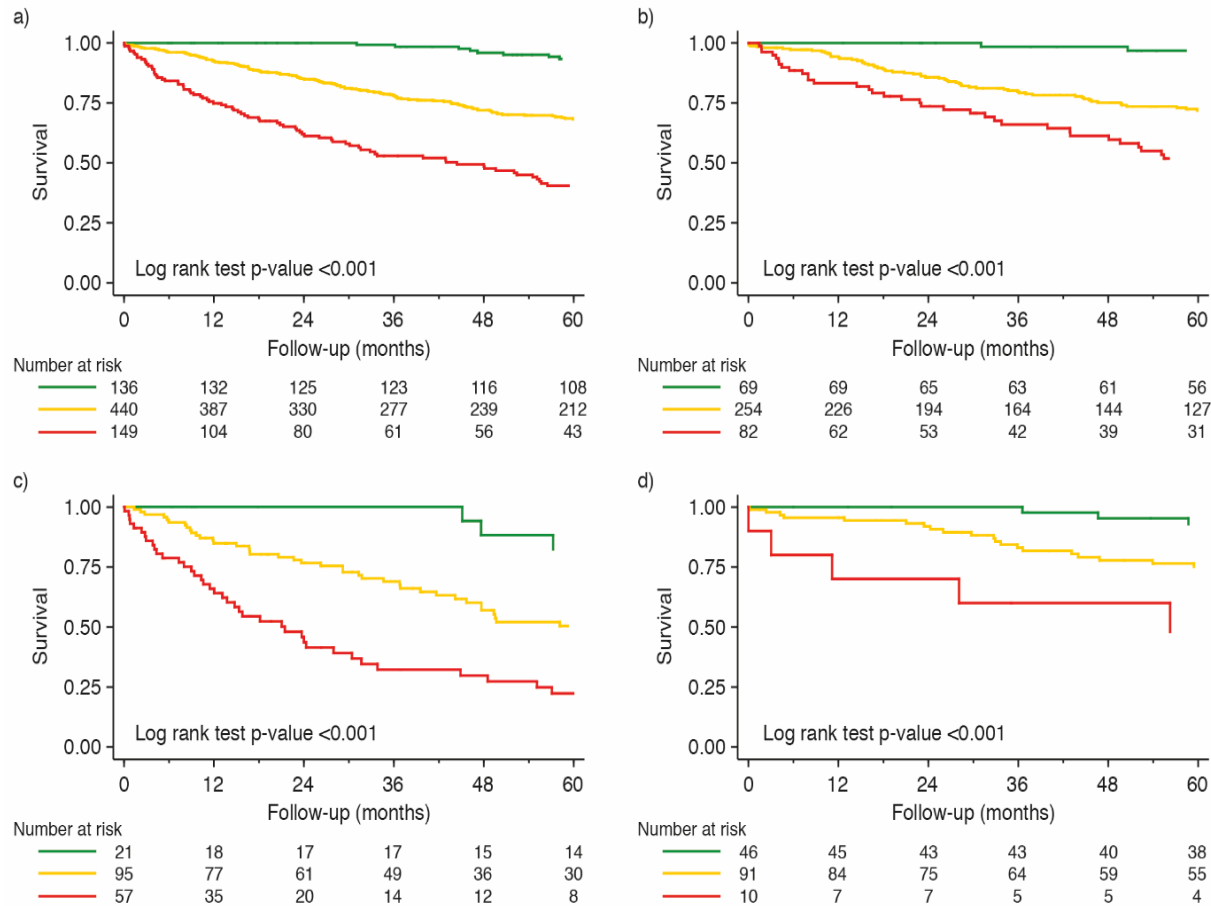 a)
1.00
0.75
0.50
0.25
0.00
Survival
Log rank test p-value <0.001
0 12 24 36 48 60
Follow-up (months)
Number at risk
136 132 125 123 116 108
440 387 330 277 239 212
149 104 80 61 56 43
b)
1.00
0.75
0.50
0.25
0.00
Survival
Log rank test p-value <0.001
0 12 24 36 48 60
Follow-up (months)
Number at risk
69 69 65 63 61 56
254 226 194 164 144 127
82 62 53 42 39 31
c)
1.00
0.75
0.50
0.25
0.00
Survival
Log rank test p-value <0.001
0 12 24 36 48 60
Follow-up (months)
Number at risk
21 18 17 17 15 14
95 77 61 49 36 30
57 35 20 14 12 8
d)
1.00
0.75
0.50
0.25
0.00
Survival
Log rank test p-value <0.001
0 12 24 36 48 60
Follow-up (months)
Number at risk
46 45 43 43 40 38
91 84 75 64 59 55
10 7 7 5 5 4